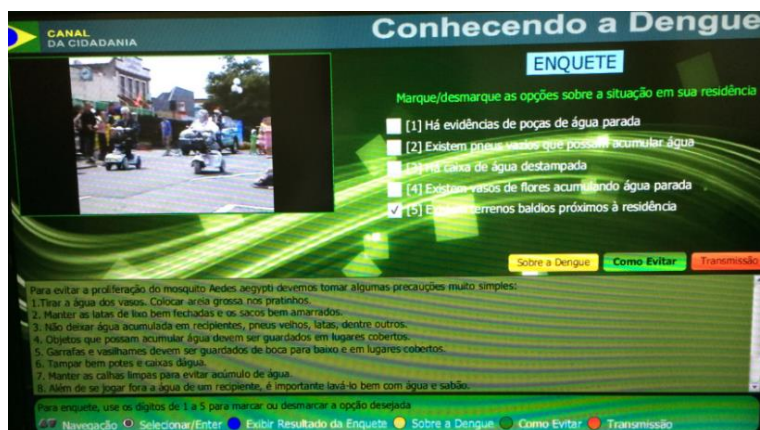 CANAL
DA CIDADANIA
Conhecendo a Dengue
ENQUETE
Marque/desmarque as opções sobre a situação em sua residência
[1] Há evidências de poças de água parada
[2] Existem pneus vazios que possam acumular água
[3] Há caixa de água destampada
[4] Existem vasos de flores acumulando água parada
[5] Existem terrenos baldios próximos à residência
Sobre a Dengue
Como Evitar
Transmissão
Para evitar a proliferação do mosquito Aedes aegypti devemos tomar algumas precauções muito simples:
1.Tirar a água dos vasos. Colocar areia grossa nos pratinhos.
2. Manter as latas de lixo bem fechadas e os sacos bem amarrados.
3. Não deixar água acumulada em recipientes, pneus velhos, latas, dentre outros.
4. Objetos que possam acumular água devem ser guardados em lugares cobertos.
5. Garrafas e vasilhames devem ser guardados de boca para baixo e em lugares cobertos.
6. Tampar bem potes e caixas dágua.
7. Manter as calhas limpas para evitar acúmulo de água.
8. Além de se jogar fora a água de um recipiente, é importante lavá-lo bem com água e sabão.
Para enquete, use os dígitos de 1 a 5 para marcar ou desmarcar a opção desejada
Navegação Selecionar/Enter Exibir Resultado da Enquete Sobre a Dengue Como Evitar Transmissão